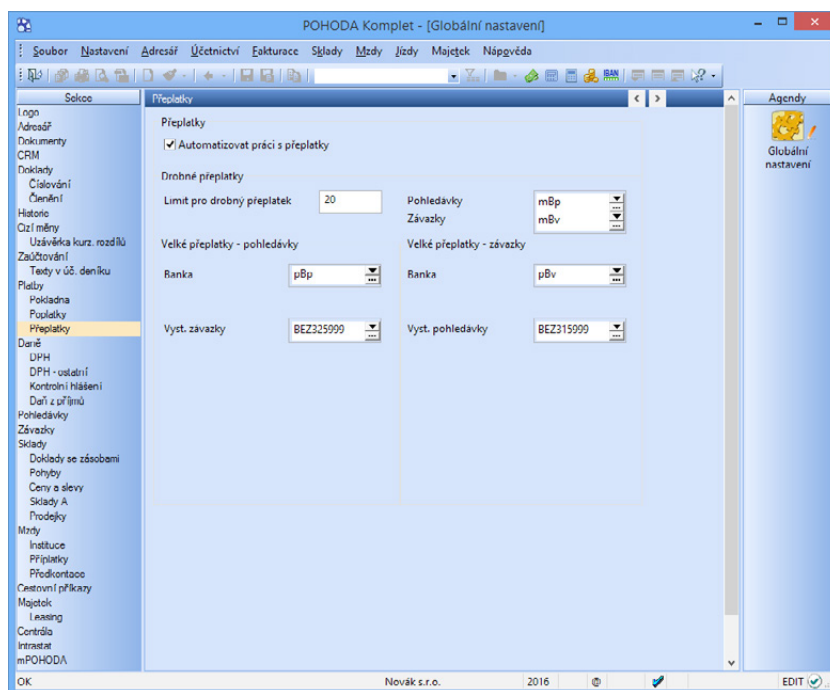 POHODA Komplet - [Globální nastavení]
Soubor Nastavení Adresář Účetnictví Fakturace Sklady Mzdy Jízdy Majetek Nápověda
IBAN
Sekce
Logo
Adresář
Dokumenty
CRM
Doklady
Číslování
Členění
Historie
Cizí měny
Uzávěrka kurz. rozdílů
Zaúčtování
Texty v úč. deníku
Platby
Pokladna
Poplatky
Přeplatky
Daně
DPH
DPH - ostatní
Kontrolní hlášení
Daň z příjmů
Pohledávky
Závazky
Sklady
Doklady se zásobami
Pohyby
Ceny a slevy
Sklady A
Prodejky
Mzdy
Instituce
Příplatky
Předkontace
Cestovní příkazy
Majetek
Leasing
Centrála
Intrastat
mPOHODA
Přeplatky
Přeplatky
Automatizovat práci s přeplatky
Drobné přeplatky
Limit pro drobný přeplatek 20 Pohledávky mBp
Závazky mBv
Velké přeplatky - pohledávky Velké přeplatky - závazky
Banka pBp Banka pBv
Vyst. závazky BEZ325999 Vyst. pohledávky BEZ315999
Agendy
Globální
nastavení
OK Novák s.r.o. 2016 @ EDIT